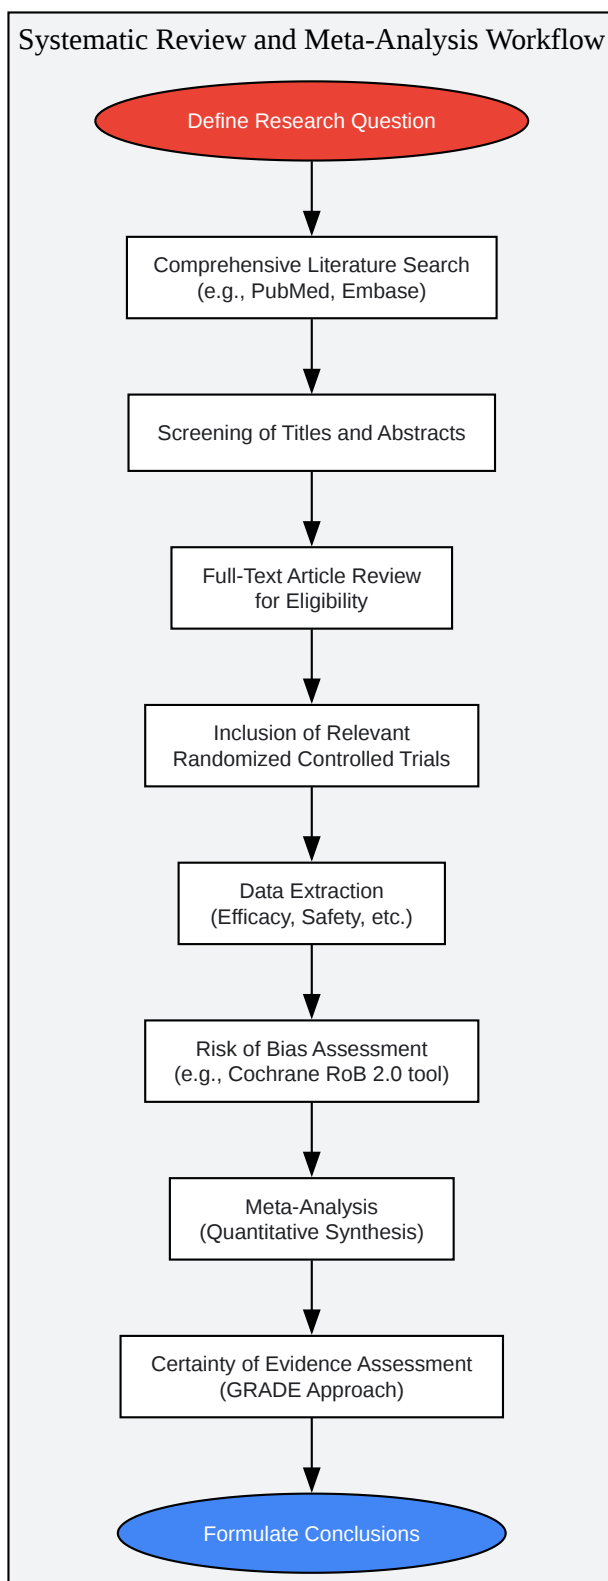 Systematic Review and Meta-Analysis Workflow
Define Research Question
Comprehensive Literature Search
(e.g., PubMed, Embase)
Screening of Titles and Abstracts
Full-Text Article Review
for Eligibility
Inclusion of Relevant
Randomized Controlled Trials
Data Extraction
(Efficacy, Safety, etc.)
Risk of Bias Assessment
(e.g., Cochrane RoB 2.0 tool)
Meta-Analysis
(Quantitative Synthesis)
Certainty of Evidence Assessment
(GRADE Approach)
Formulate Conclusions